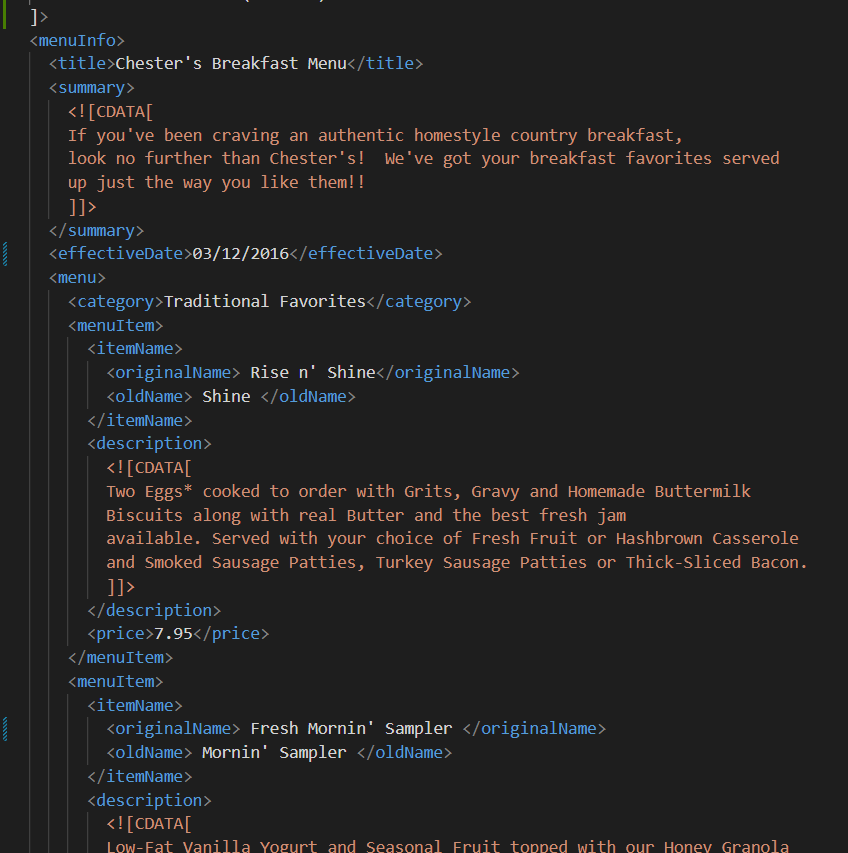 ]>
<menuInfo>
<title>Chester's Breakfast Menu</title>
<summary>
<![CDATA[
If you've been craving an authentic homestyle country breakfast,
look no further than Chester's!  We've got your breakfast favorites served
up just the way you like them!!
]]>
</summary>
<effectiveDate>03/12/2016</effectiveDate>
<menu>
<category>Traditional Favorites</category>
<menuItem>
<itemName>
<originalName> Rise n' Shine</originalName>
<oldName> Shine </oldName>
</itemName>
<description>
<![CDATA[
Two Eggs* cooked to order with Grits, Gravy and Homemade Buttermilk
Biscuits along with real Butter and the best fresh jam
available. Served with your choice of Fresh Fruit or Hashbrown Casserole
and Smoked Sausage Patties, Turkey Sausage Patties or Thick-Sliced Bacon.
]]>
</description>
<price>7.95</price>
</menuItem>
<menuItem>
<itemName>
<originalName> Fresh Mornin' Sampler </originalName>
<oldName> Mornin' Sampler </oldName>
</itemName>
<description>
<![CDATA[
Low-Fat Vanilla Yogurt and Seasonal Fruit topped with our Honey Granola